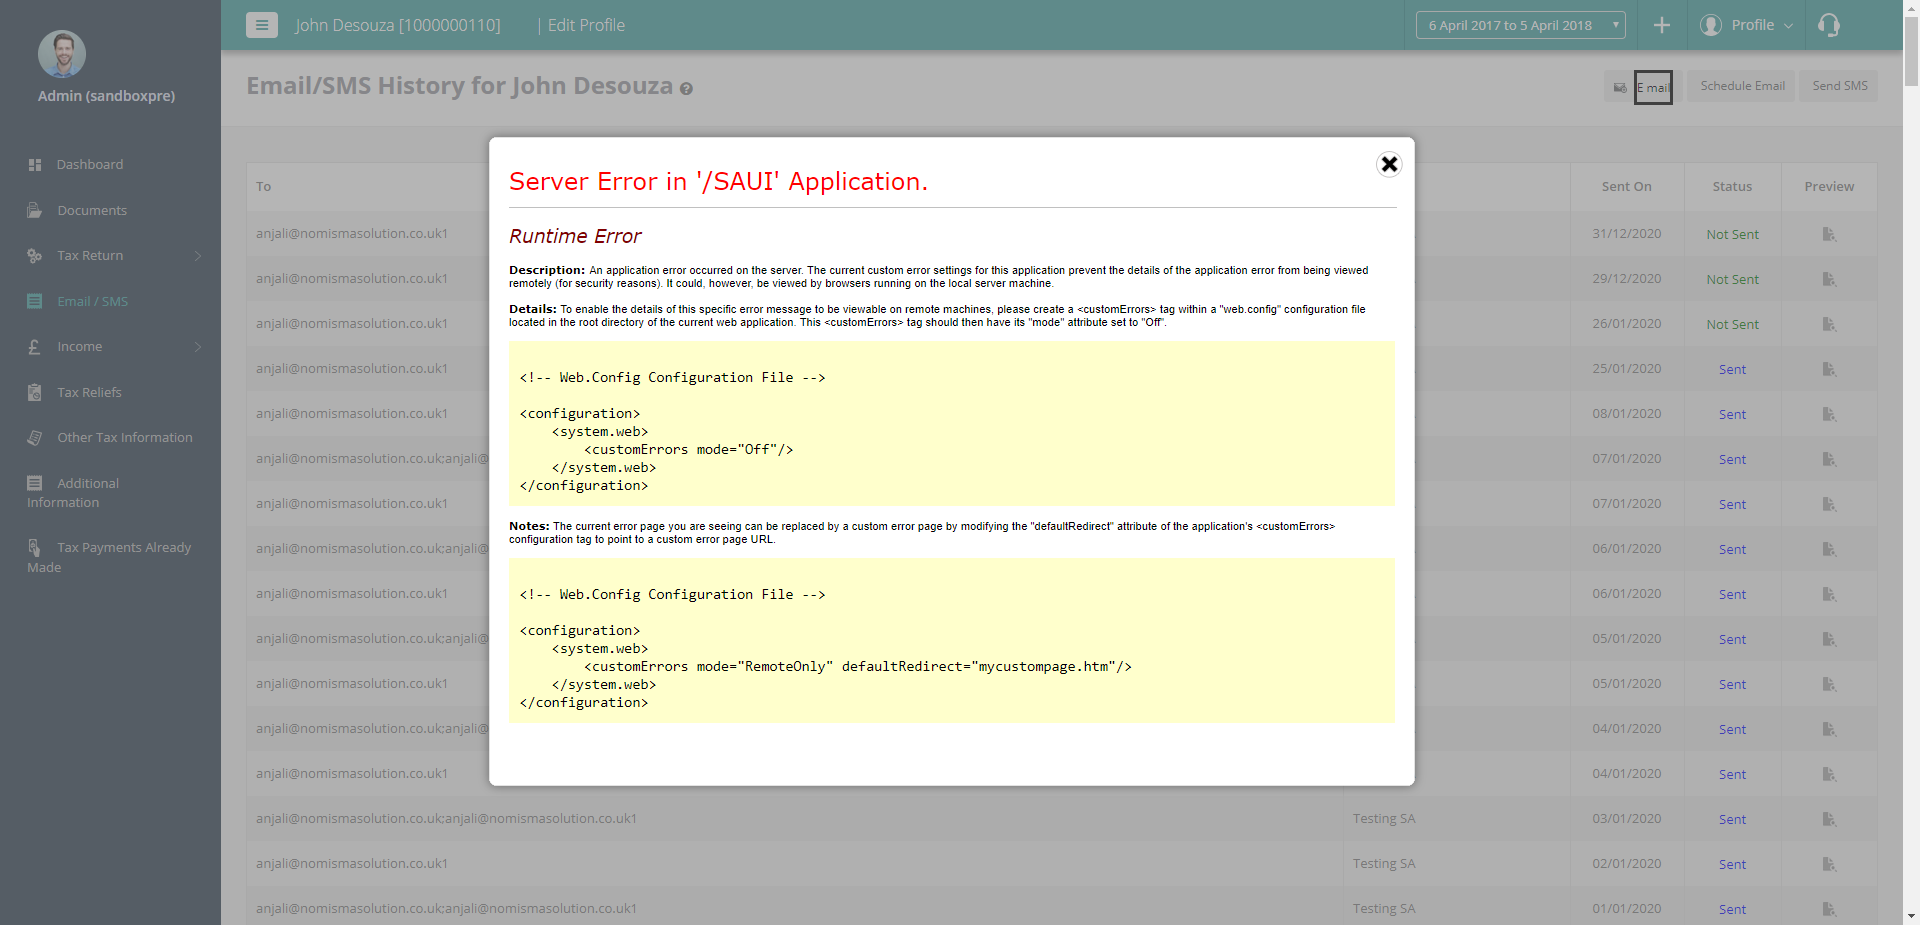 Admin (sandboxpre)
Dashboard
Documents
Tax Return
Email / SMS
Income
Tax Reliefs
Other Tax Information
Additional
Information
Tax Payments Already
Made
John Desouza [1000000110] | Edit Profile
6 April 2017 to 5 April 2018
Profile
Email/SMS History for John Desouza
E mail
Schedule Email
Send SMS
To Sent On Status Preview
anjali@nomismasolution.co.uk1 31/12/2020 Not Sent
anjali@nomismasolution.co.uk1 29/12/2020 Not Sent
anjali@nomismasolution.co.uk1 26/01/2020 Not Sent
anjali@nomismasolution.co.uk1 25/01/2020 Sent
anjali@nomismasolution.co.uk1 08/01/2020 Sent
anjali@nomismasolution.co.uk;anjali@ 07/01/2020 Sent
anjali@nomismasolution.co.uk1 07/01/2020 Sent
anjali@nomismasolution.co.uk;anjali@ 06/01/2020 Sent
anjali@nomismasolution.co.uk1 06/01/2020 Sent
anjali@nomismasolution.co.uk;anjali@ 05/01/2020 Sent
anjali@nomismasolution.co.uk1 05/01/2020 Sent
anjali@nomismasolution.co.uk;anjali@ 04/01/2020 Sent
anjali@nomismasolution.co.uk1 04/01/2020 Sent
anjali@nomismasolution.co.uk;anjali@nomismasolution.co.uk1 Testing SA 03/01/2020 Sent
anjali@nomismasolution.co.uk1 Testing SA 02/01/2020 Sent
anjali@nomismasolution.co.uk;anjali@nomismasolution.co.uk1 Testing SA 01/01/2020 Sent
Server Error in '/SAUI' Application.
Runtime Error
Description: An application error occurred on the server. The current custom error settings for this application prevent the details of the application error from being viewed
remotely (for security reasons). It could, however, be viewed by browsers running on the local server machine.
Details: To enable the details of this specific error message to be viewable on remote machines, please create a <customErrors> tag within a "web.config" configuration file
located in the root directory of the current web application. This <customErrors> tag should then have its "mode" attribute set to "Off".
<!-- Web.Config Configuration File -->
<configuration>
<system.web>
<customErrors mode="Off"/>
</system.web>
</configuration>
Notes: The current error page you are seeing can be replaced by a custom error page by modifying the "defaultRedirect" attribute of the application's <customErrors>
configuration tag to point to a custom error page URL.
<!-- Web.Config Configuration File -->
<configuration>
<system.web>
<customErrors mode="RemoteOnly" defaultRedirect="mycustompage.htm"/>
</system.web>
</configuration>